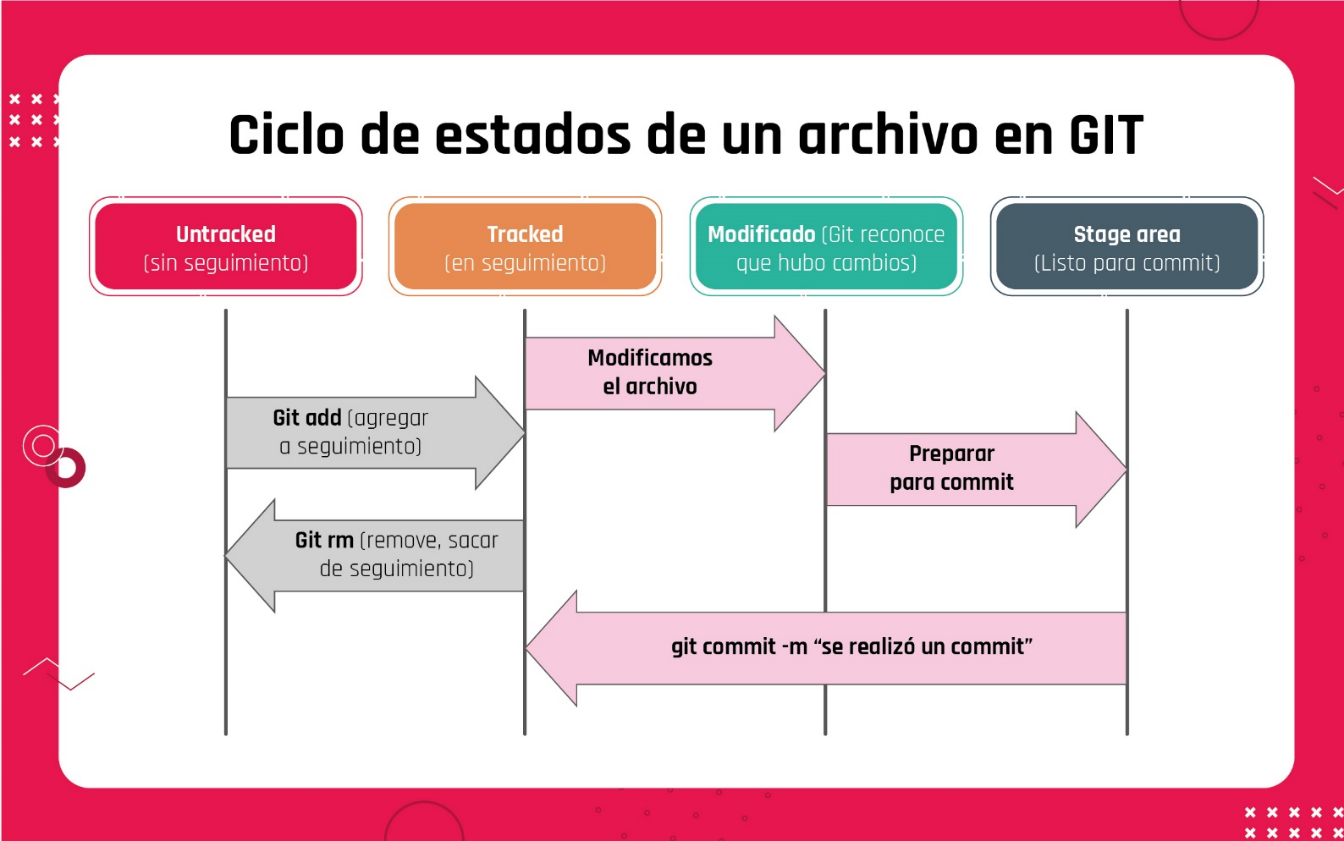 Ciclo de estados de un archivo en GIT
Untracked
(sin seguimiento)
Tracked
(en seguimiento)
Modificado (Git reconoce
que hubo cambios)
Stage area
(Listo para commit)
Modificamos
el archivo
Git add (agregar
a seguimiento)
Preparar
para commit
Git rm (remove, sacar
de seguimiento)
git commit -m “se realizó un commit”